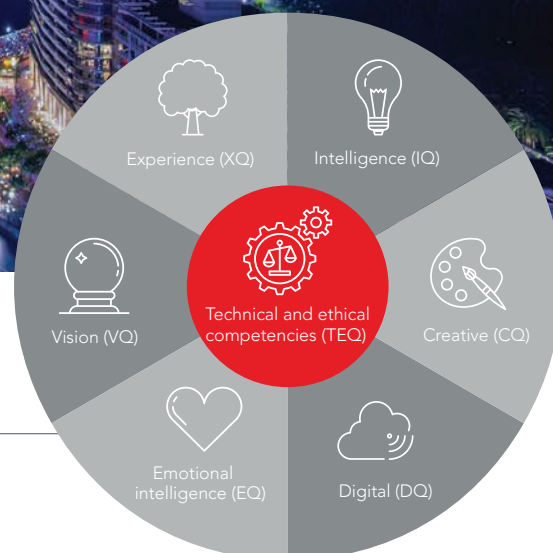 Experience (XQ)
Intelligence (IQ)
Technical and ethical
competencies (TEQ)
Vision (VQ)
Creative (CQ)
Emotional
intelligence (EQ)
Digital (DQ)